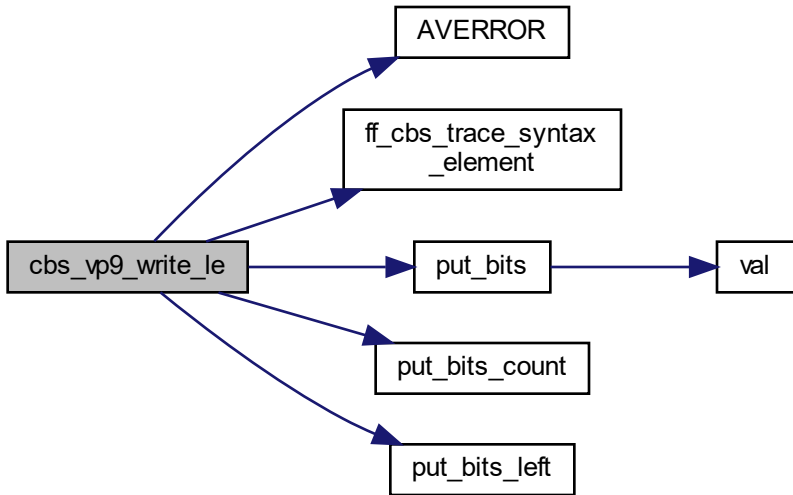 AVERROR
ff_cbs_trace_syntax
_element
cbs_vp9_write_le
put_bits
val
put_bits_count
put_bits_left